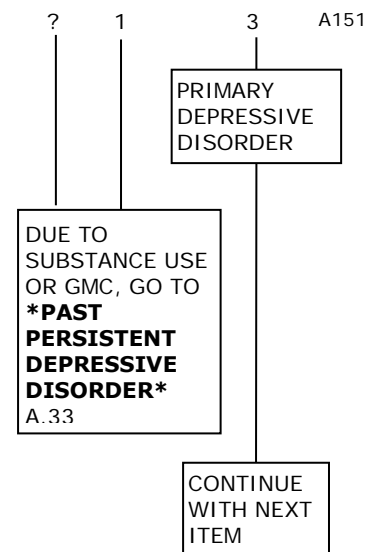 ? 1 3 A151
PRIMARY
DEPRESSIVE
DISORDER
DUE TO
SUBSTANCE USE
OR GMC, GO TO
*PAST
PERSISTENT
DEPRESSIVE
DISORDER*
A.33
CONTINUE
WITH NEXT
ITEM